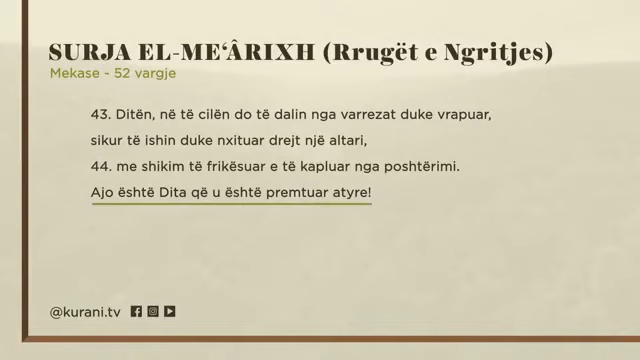 SURJA EL-ME‘ÂRIXH (Rrugët e Ngritjes)
Mekase - 52 vargje
43. Ditën, në të cilën do të dalin nga varrezat duke vrapuar,
sikur të ishin duke nxituar drejt një altari,
44. me shikim të frikësuar e të kapluar nga poshtërimi.
Ajo është Dita që u është premtuar atyre!
@kurani.tv